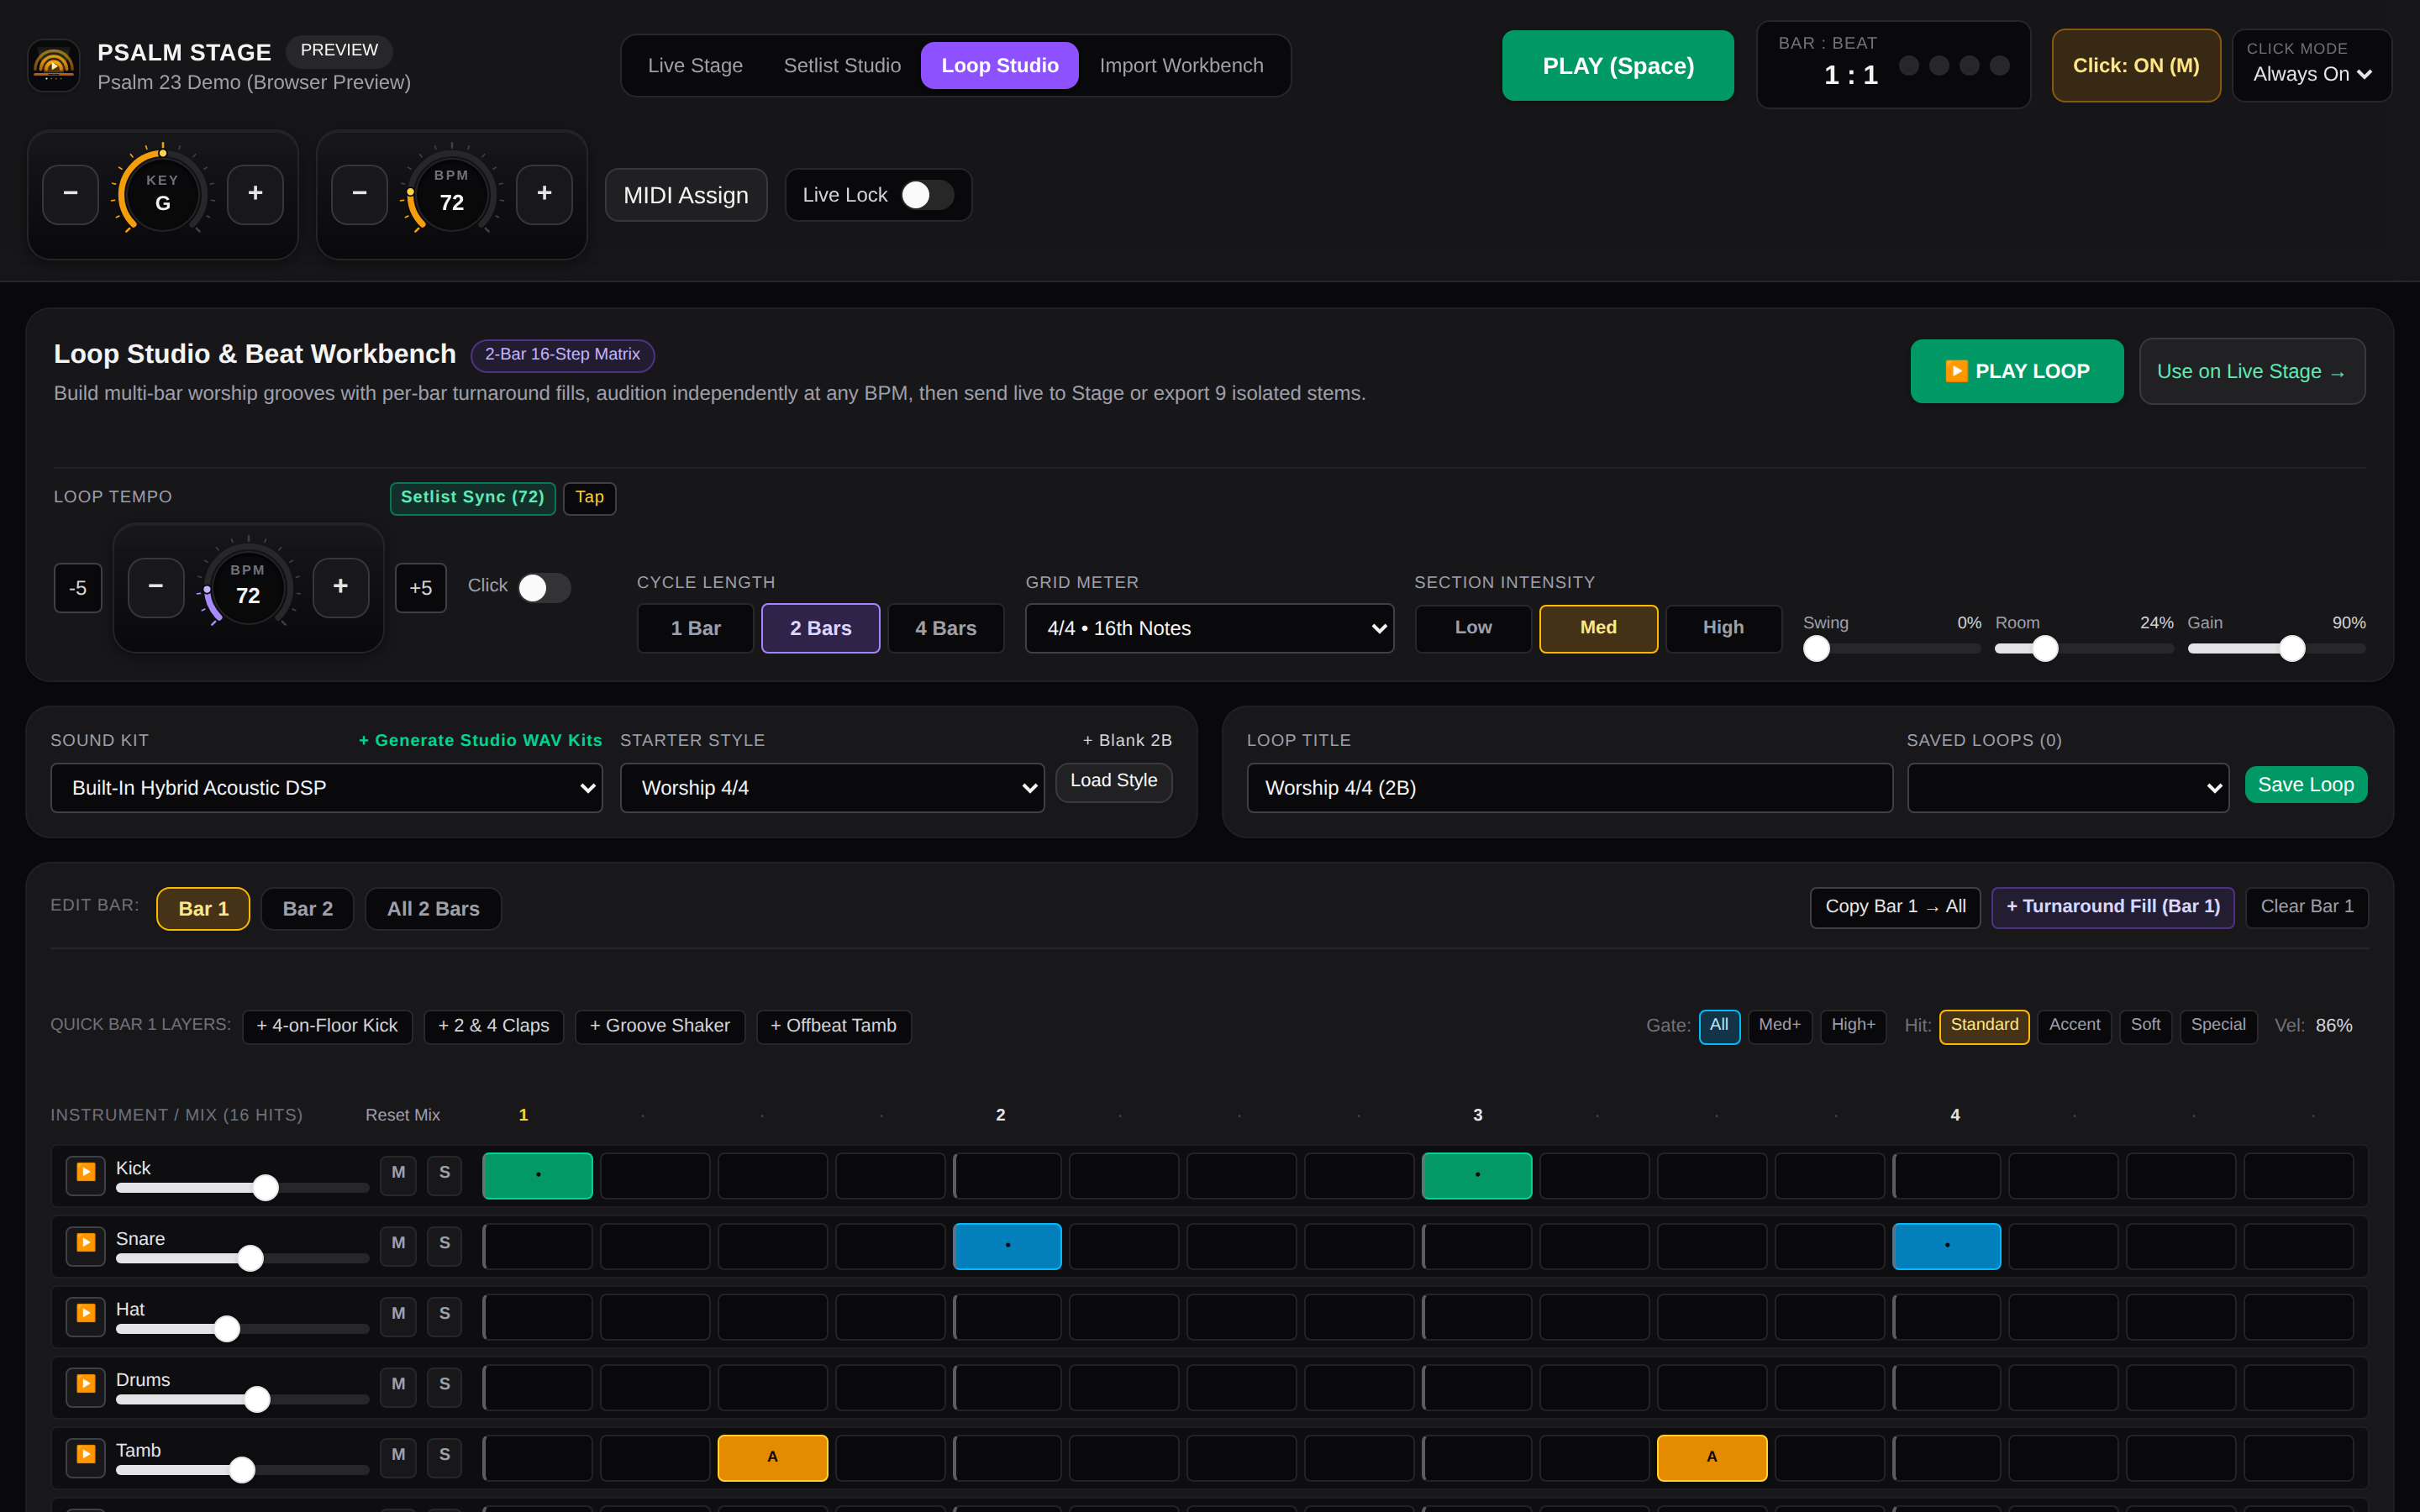 PSALM STAGE PREVIEW
Psalm 23 Demo (Browser Preview)
Live Stage Setlist Studio Loop Studio Import Workbench
PLAY (Space)
BAR : BEAT
1 : 1
Click: ON (M)
CLICK MODE
Always On
− KEY G +
− BPM 72 +
MIDI Assign
Live Lock
Loop Studio & Beat Workbench 2-Bar 16-Step Matrix
Build multi-bar worship grooves with per-bar turnaround fills, audition independently at any BPM, then send live to Stage or export 9 isolated stems.
▶ PLAY LOOP
Use on Live Stage →
LOOP TEMPO Setlist Sync (72) Tap
-5 − BPM 72 + +5 Click
CYCLE LENGTH
1 Bar 2 Bars 4 Bars
GRID METER
4/4 • 16th Notes
SECTION INTENSITY
Low Med High
Swing 0% Room 24% Gain 90%
SOUND KIT + Generate Studio WAV Kits
Built-In Hybrid Acoustic DSP
STARTER STYLE + Blank 2B
Worship 4/4 Load Style
LOOP TITLE
Worship 4/4 (2B)
SAVED LOOPS (0)
Save Loop
EDIT BAR: Bar 1 Bar 2 All 2 Bars
Copy Bar 1 → All + Turnaround Fill (Bar 1) Clear Bar 1
QUICK BAR 1 LAYERS: + 4-on-Floor Kick + 2 & 4 Claps + Groove Shaker + Offbeat Tamb
Gate: All Med+ High+ Hit: Standard Accent Soft Special Vel: 86%
INSTRUMENT / MIX (16 HITS) Reset Mix 1 · · · 2 · · · 3 · · · 4 · · ·
Kick M S • •
Snare M S • •
Hat M S
Drums M S
Tamb M S A A